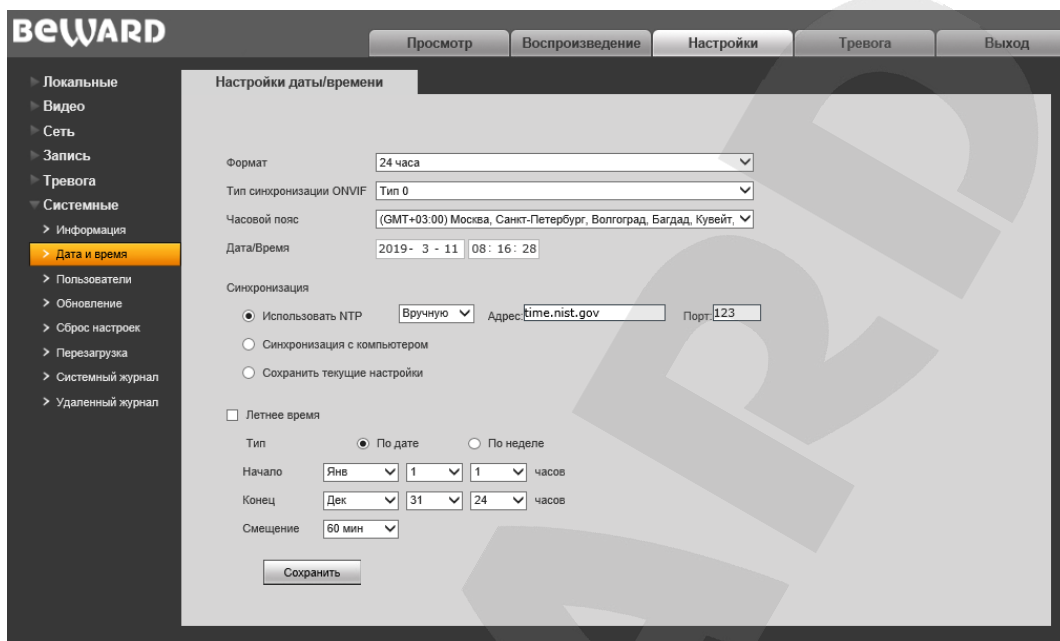 BEWARD
Просмотр Воспроизведение Настройки Тревога Выход
Локальные
Видео
Сеть
Запись
Тревога
Системные
Информация
Дата и время
Пользователи
Обновление
Сброс настроек
Перезагрузка
Системный журнал
Удаленный журнал
Настройки даты/времени
Формат 24 часа
Тип синхронизации ONVIF Тип 0
Часовой пояс (GMT+03:00) Москва, Санкт-Петербург, Волгоград, Багдад, Кувейт,
Дата/Время 2019- 3 - 11 08: 16: 28
Синхронизация
Использовать NTP Вручную Адрес: time.nist.gov Порт: 123
Синхронизация с компьютером
Сохранить текущие настройки
Летнее время
Тип По дате По неделе
Начало Янв 1 1 часов
Конец Дек 31 24 часов
Смещение 60 мин
Сохранить